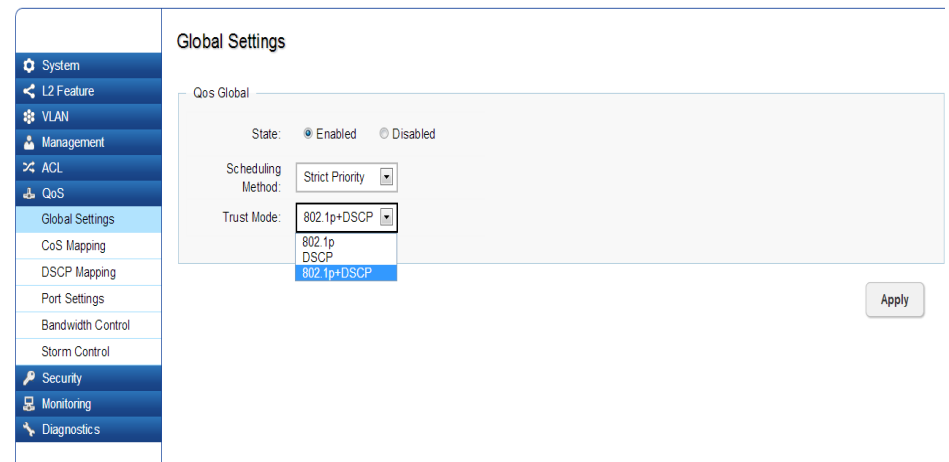 Global Settings
System
L2 Feature
VLAN
Management
ACL
QoS
Global Settings
CoS Mapping
DSCP Mapping
Port Settings
Bandwidth Control
Storm Control
Security
Monitoring
Diagnostics
Qos Global
State: Enabled Disabled
Scheduling
Method: Strict Priority
Trust Mode: 802.1p+DSCP
802.1p
DSCP
802.1p+DSCP
Apply